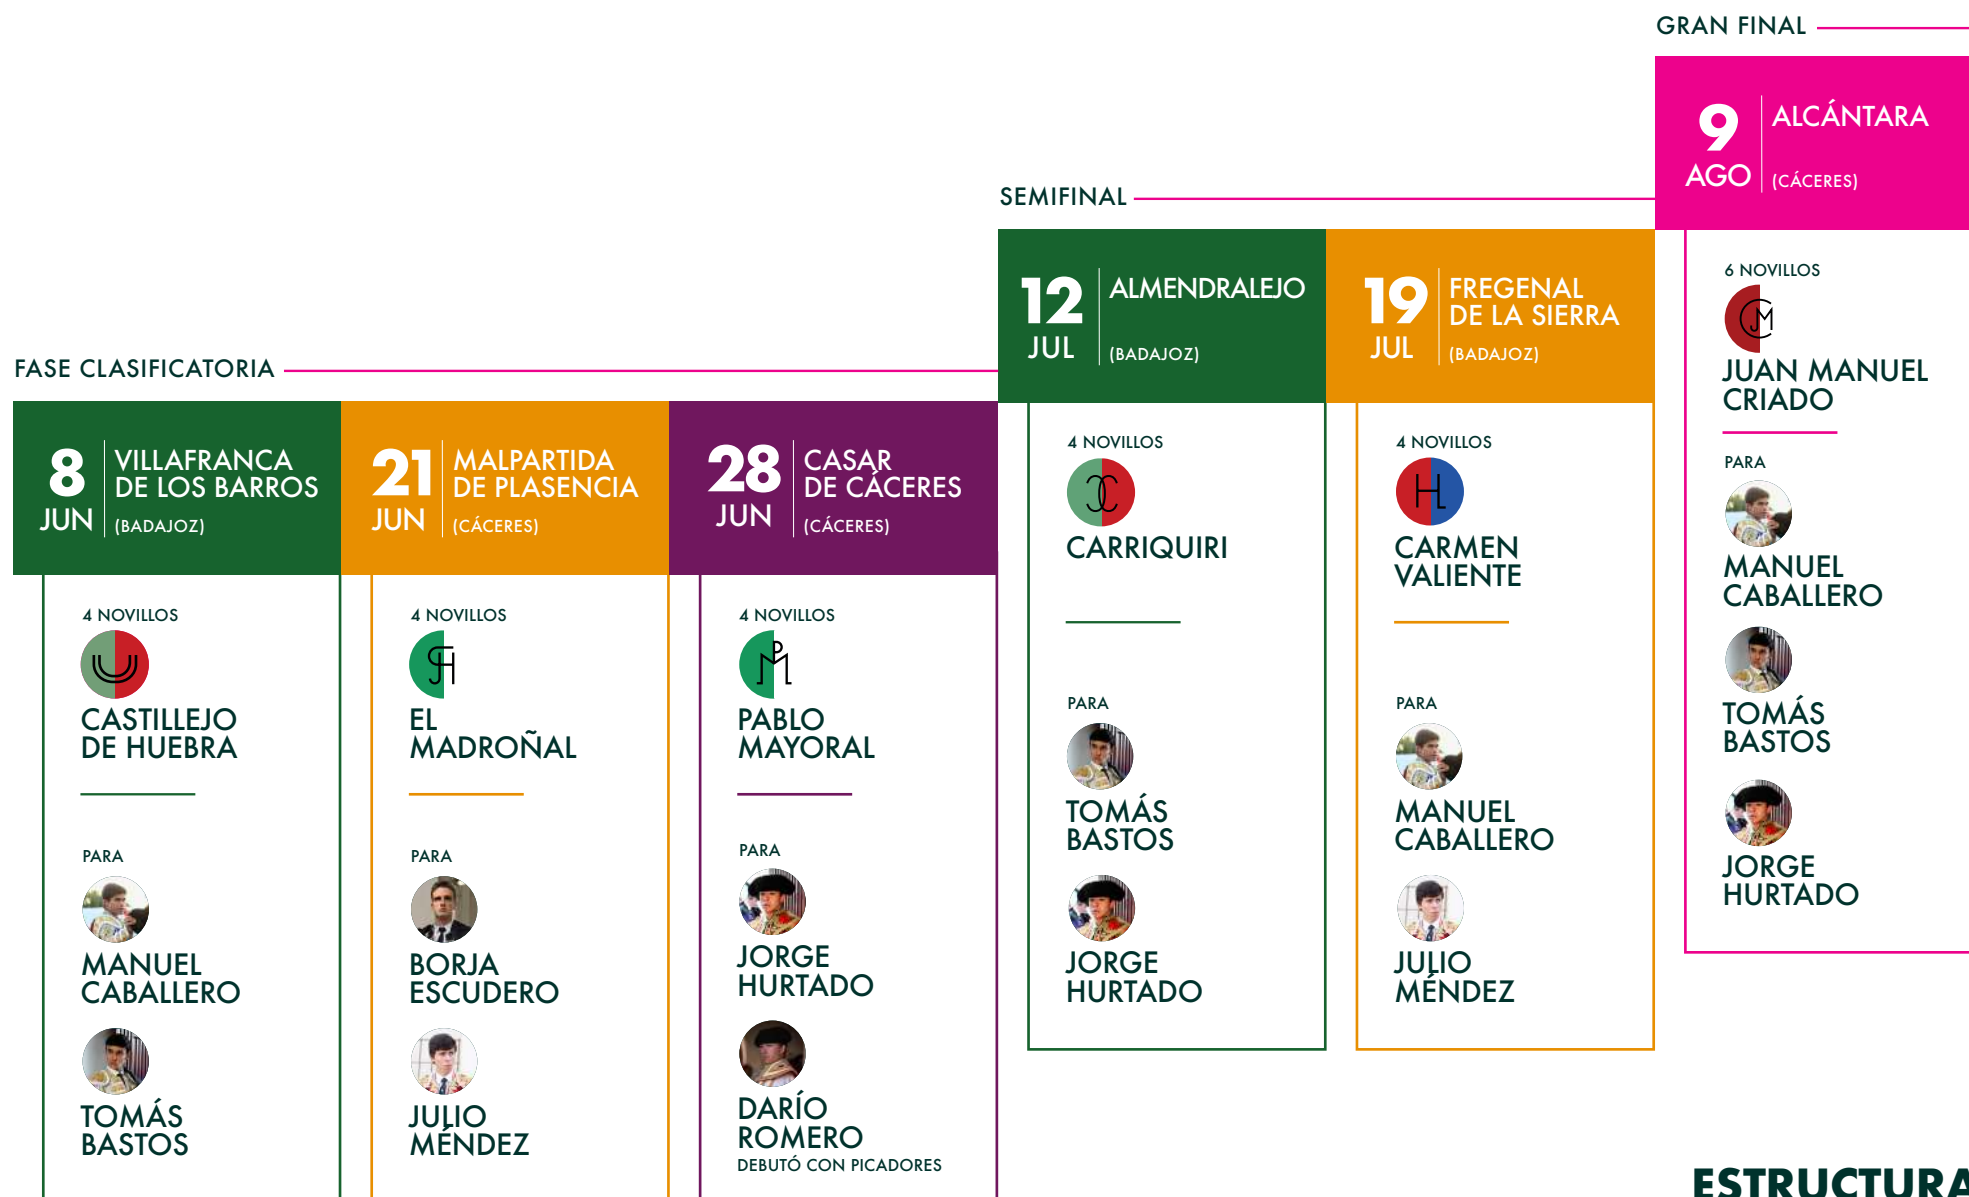 GRAN FINAL
9
AGO
ALCÁNTARA
(CÁCERES)
6 NOVILLOS
JUAN MANUEL
CRIADO
PARA
MANUEL
CABALLERO
TOMÁS
BASTOS
JORGE
HURTADO
SEMIFINAL
12
JUL
ALMENDRALEJO
(BADAJOZ)
4 NOVILLOS
CARRIQUIRI
PARA
TOMÁS
BASTOS
JORGE
HURTADO
19
JUL
FREGENAL
DE LA SIERRA
(BADAJOZ)
4 NOVILLOS
CARMEN
VALIENTE
PARA
MANUEL
CABALLERO
JULIO
MÉNDEZ
FASE CLASIFICATORIA
8
JUN
VILLAFRANCA
DE LOS BARROS
(BADAJOZ)
4 NOVILLOS
CASTILLEJO
DE HUEBRA
PARA
MANUEL
CABALLERO
TOMÁS
BASTOS
21
JUN
MALPARTIDA
DE PLASENCIA
(CÁCERES)
4 NOVILLOS
EL
MADROÑAL
PARA
BORJA
ESCUDERO
JULIO
MÉNDEZ
28
JUN
CASAR
DE CÁCERES
(CÁCERES)
4 NOVILLOS
PABLO
MAYORAL
PARA
JORGE
HURTADO
DARÍO
ROMERO
DEBUTÓ CON PICADORES
ESTRUCTURA